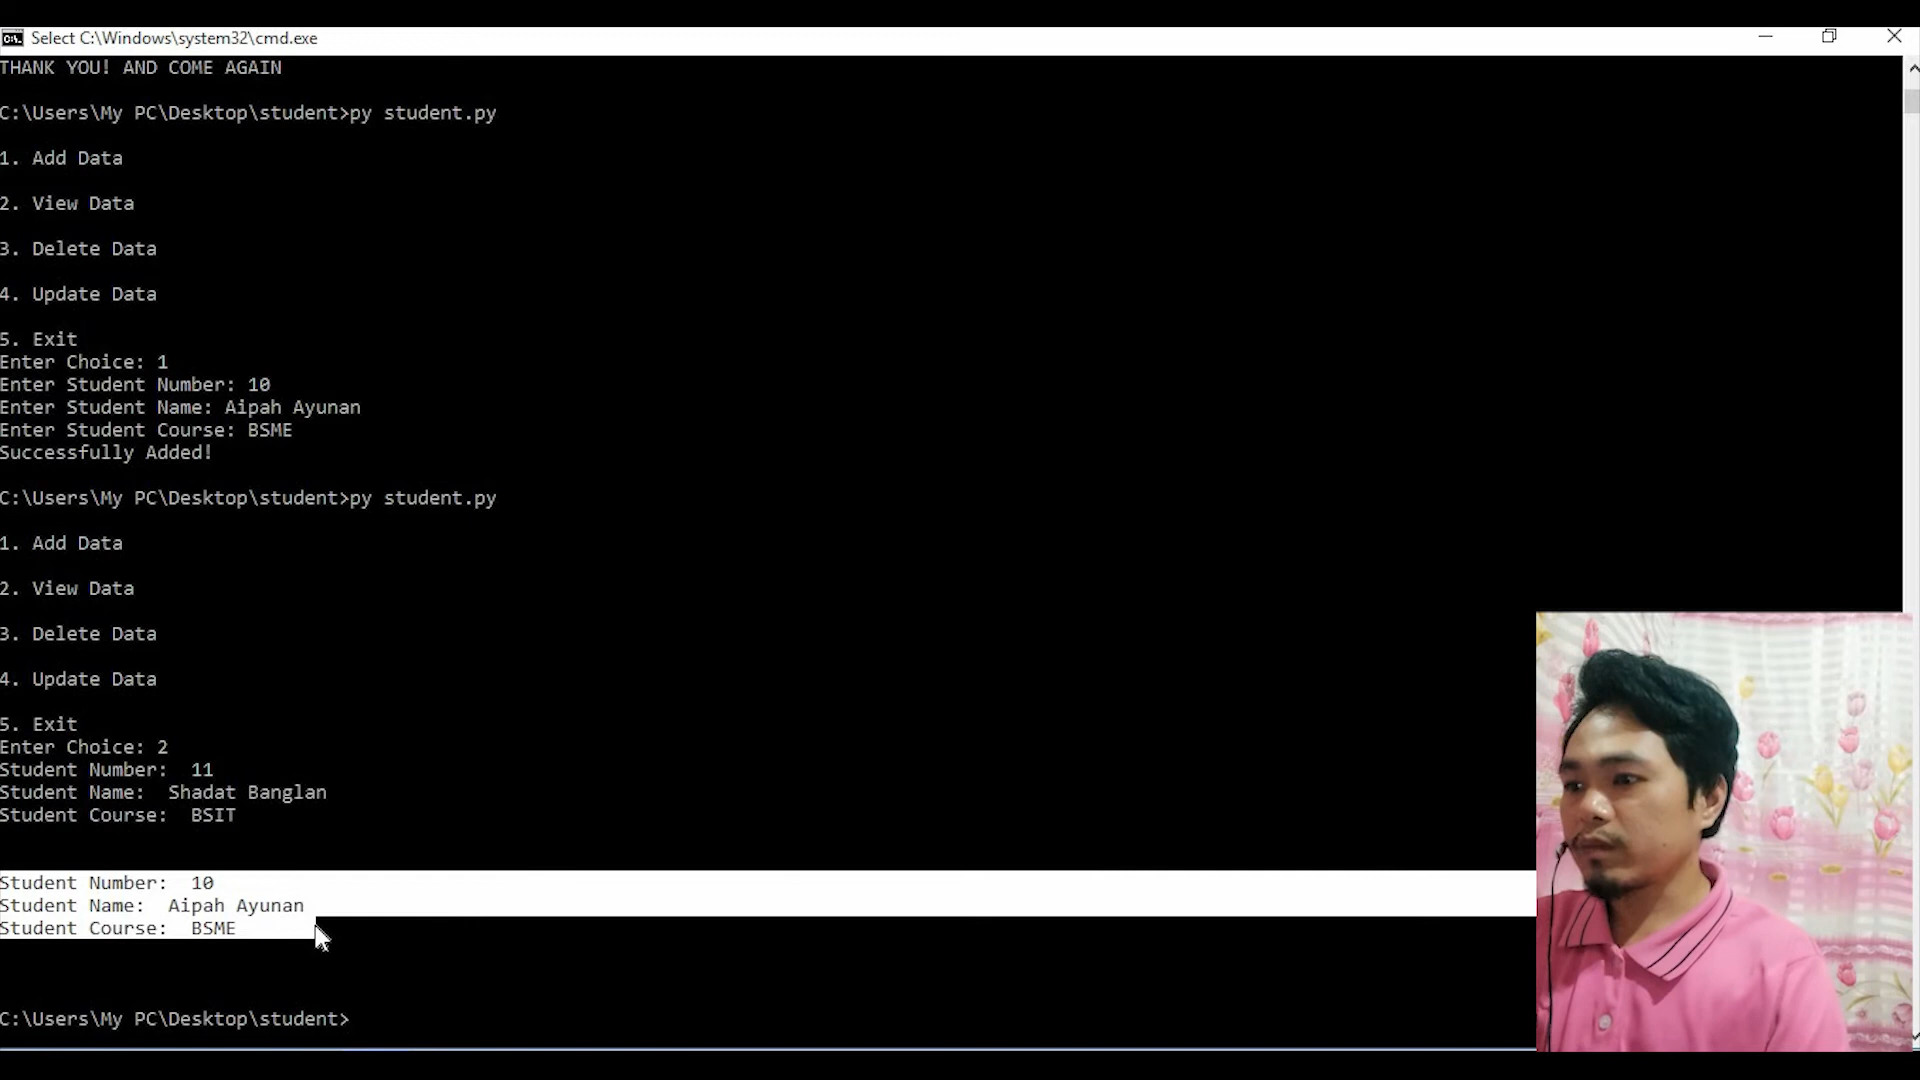 Select C:\Windows\system32\cmd.exe
THANK YOU! AND COME AGAIN
C:\Users\My PC\Desktop\student>py student.py
1. Add Data
2. View Data
3. Delete Data
4. Update Data
5. Exit
Enter Choice: 1
Enter Student Number: 10
Enter Student Name: Aipah Ayunan
Enter Student Course: BSME
Successfully Added!
C:\Users\My PC\Desktop\student>py student.py
1. Add Data
2. View Data
3. Delete Data
4. Update Data
5. Exit
Enter Choice: 2
Student Number:  11
Student Name:  Shadat Banglan
Student Course:  BSIT
Student Number:  10
Student Name:  Aipah Ayunan
Student Course:  BSME
C:\Users\My PC\Desktop\student>